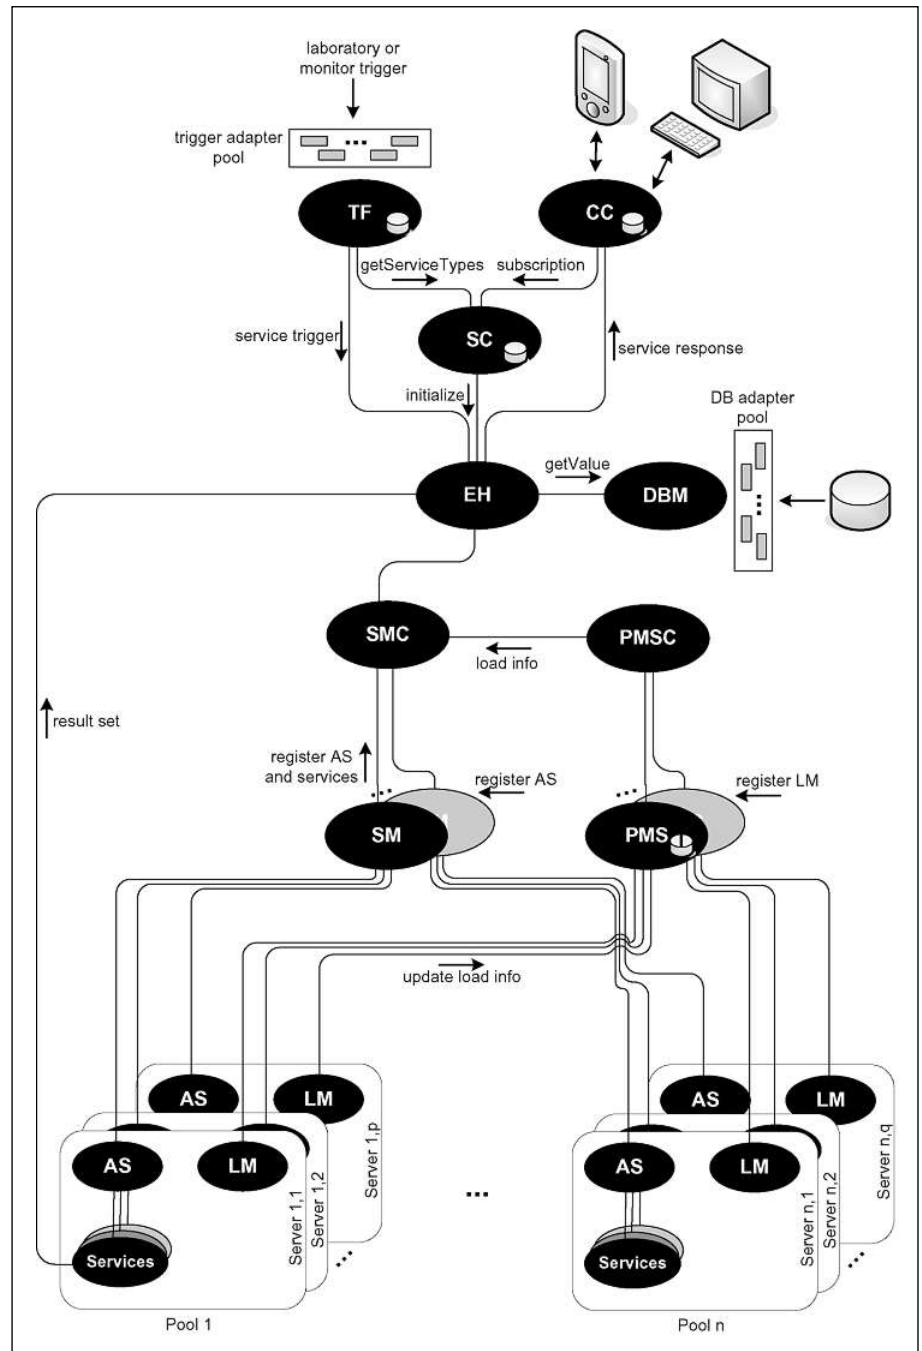 laboratory or
monitor trigger
trigger adapter
pool
...
TF
CC
getServiceTypes
subscription
SC
service trigger
service response
initialize
DB adapter
pool
getValue
EH
DBM
...
SMC
PMSC
load info
result set
register AS
and services
register AS
register LM
...
...
SM
PMS
update load info
AS
LM
Server 1,p
AS
LM
Server 1,1
Server 1,2
Services
...
Pool 1
...
AS
LM
Server n,q
AS
LM
Server n,1
Server n,2
Services
...
Pool n